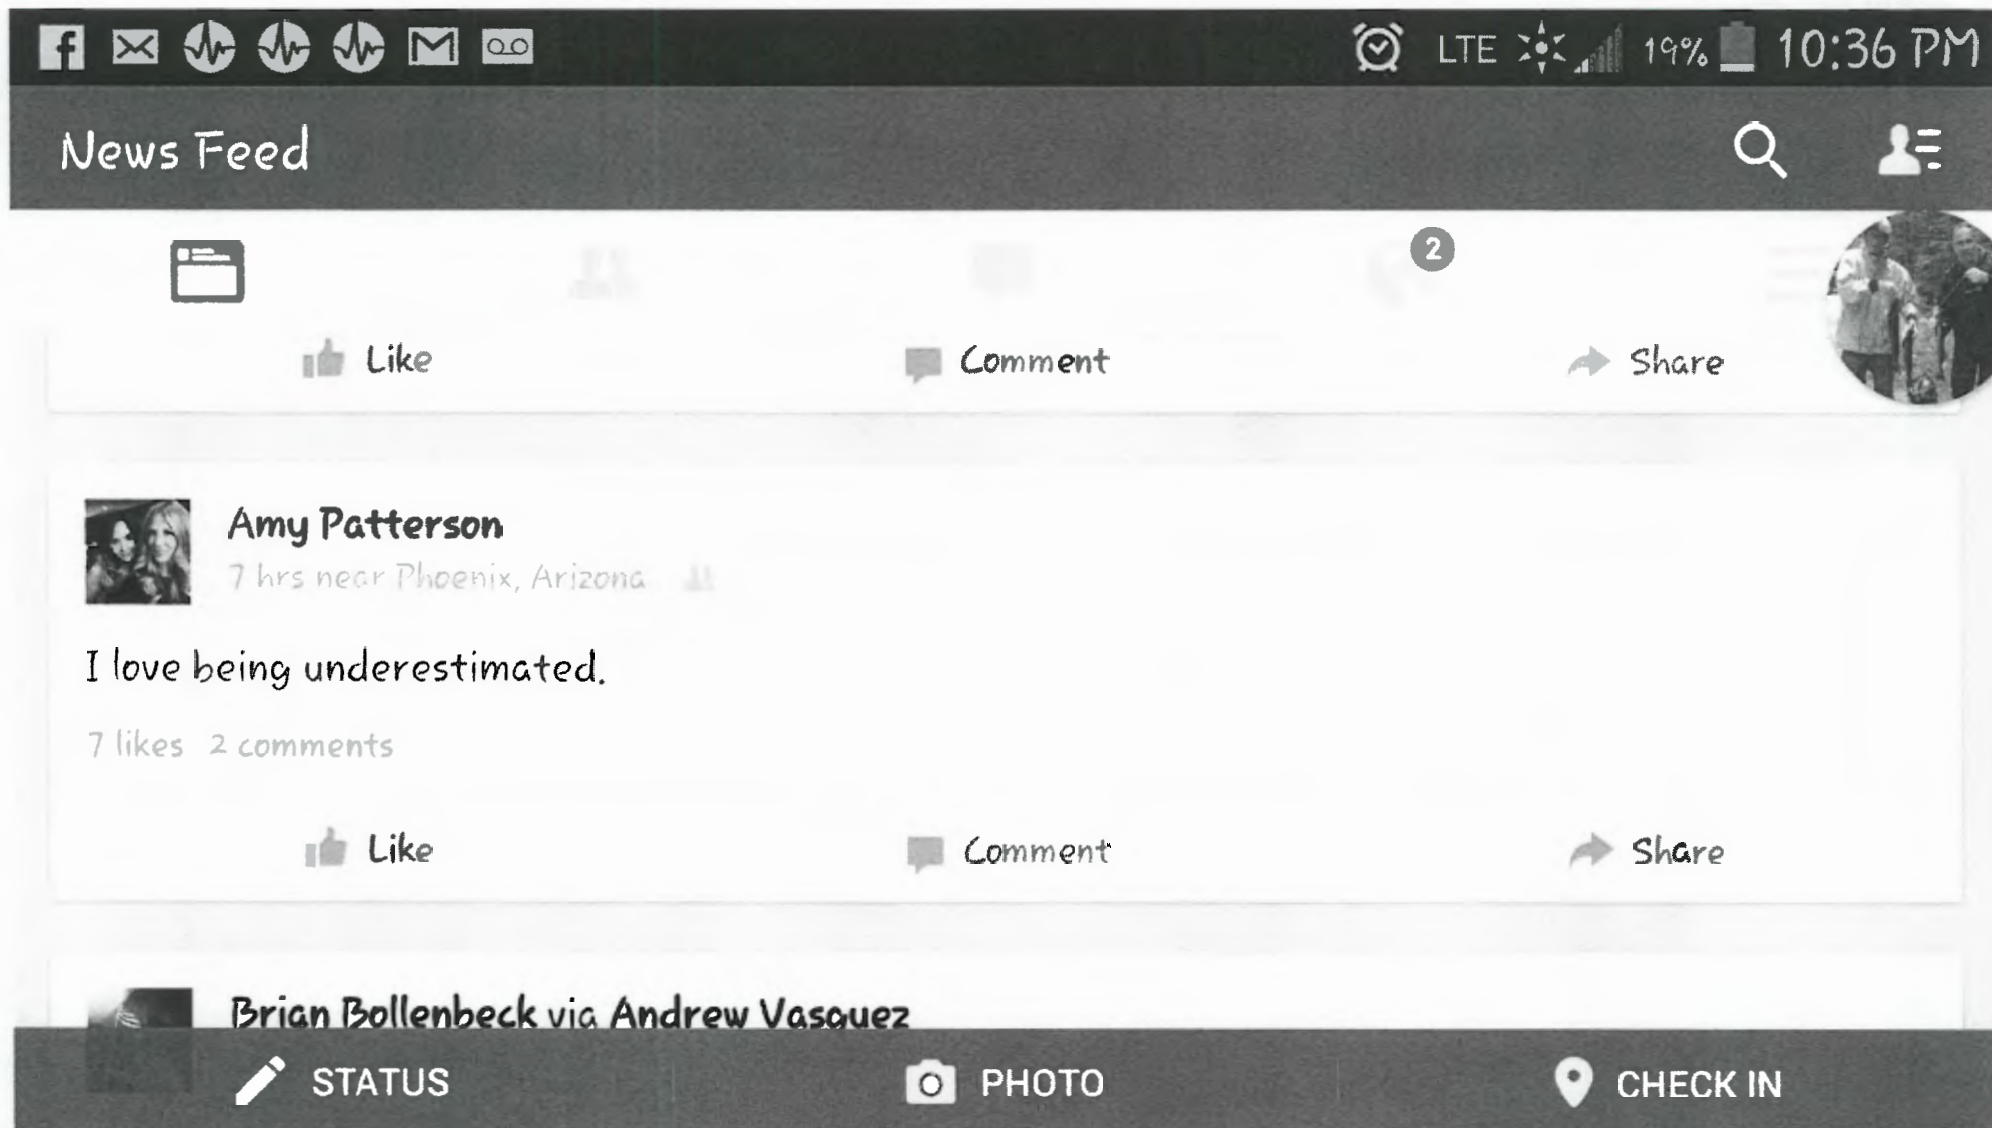 LTE 19% 10:36 PM
News Feed
2
Like Comment Share
Amy Patterson
7 hrs near Phoenix, Arizona
I love being underestimated.
7 likes 2 comments
Like Comment Share
Brian Bollenbeck via Andrew Vasquez
STATUS PHOTO CHECK IN